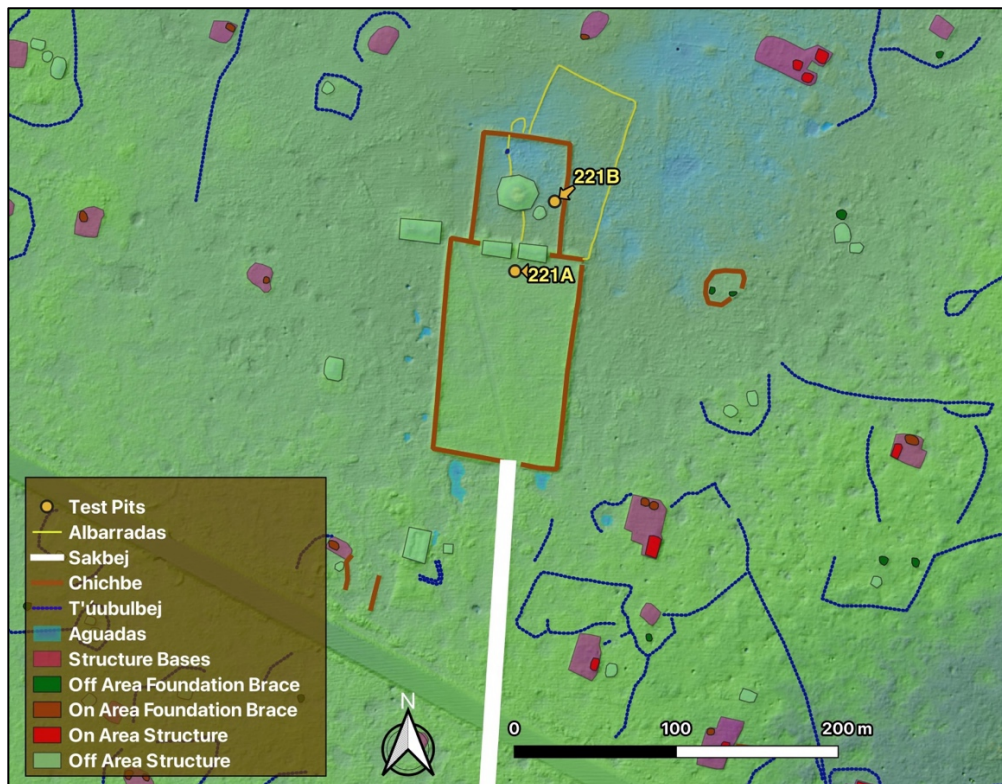 221B
221A
Test Pits
Albarradas
Sakbej
Chichbe
T'úubulbej
Aguadas
Structure Bases
Off Area Foundation Brace
On Area Foundation Brace
On Area Structure
Off Area Structure
N
0 100 200 m